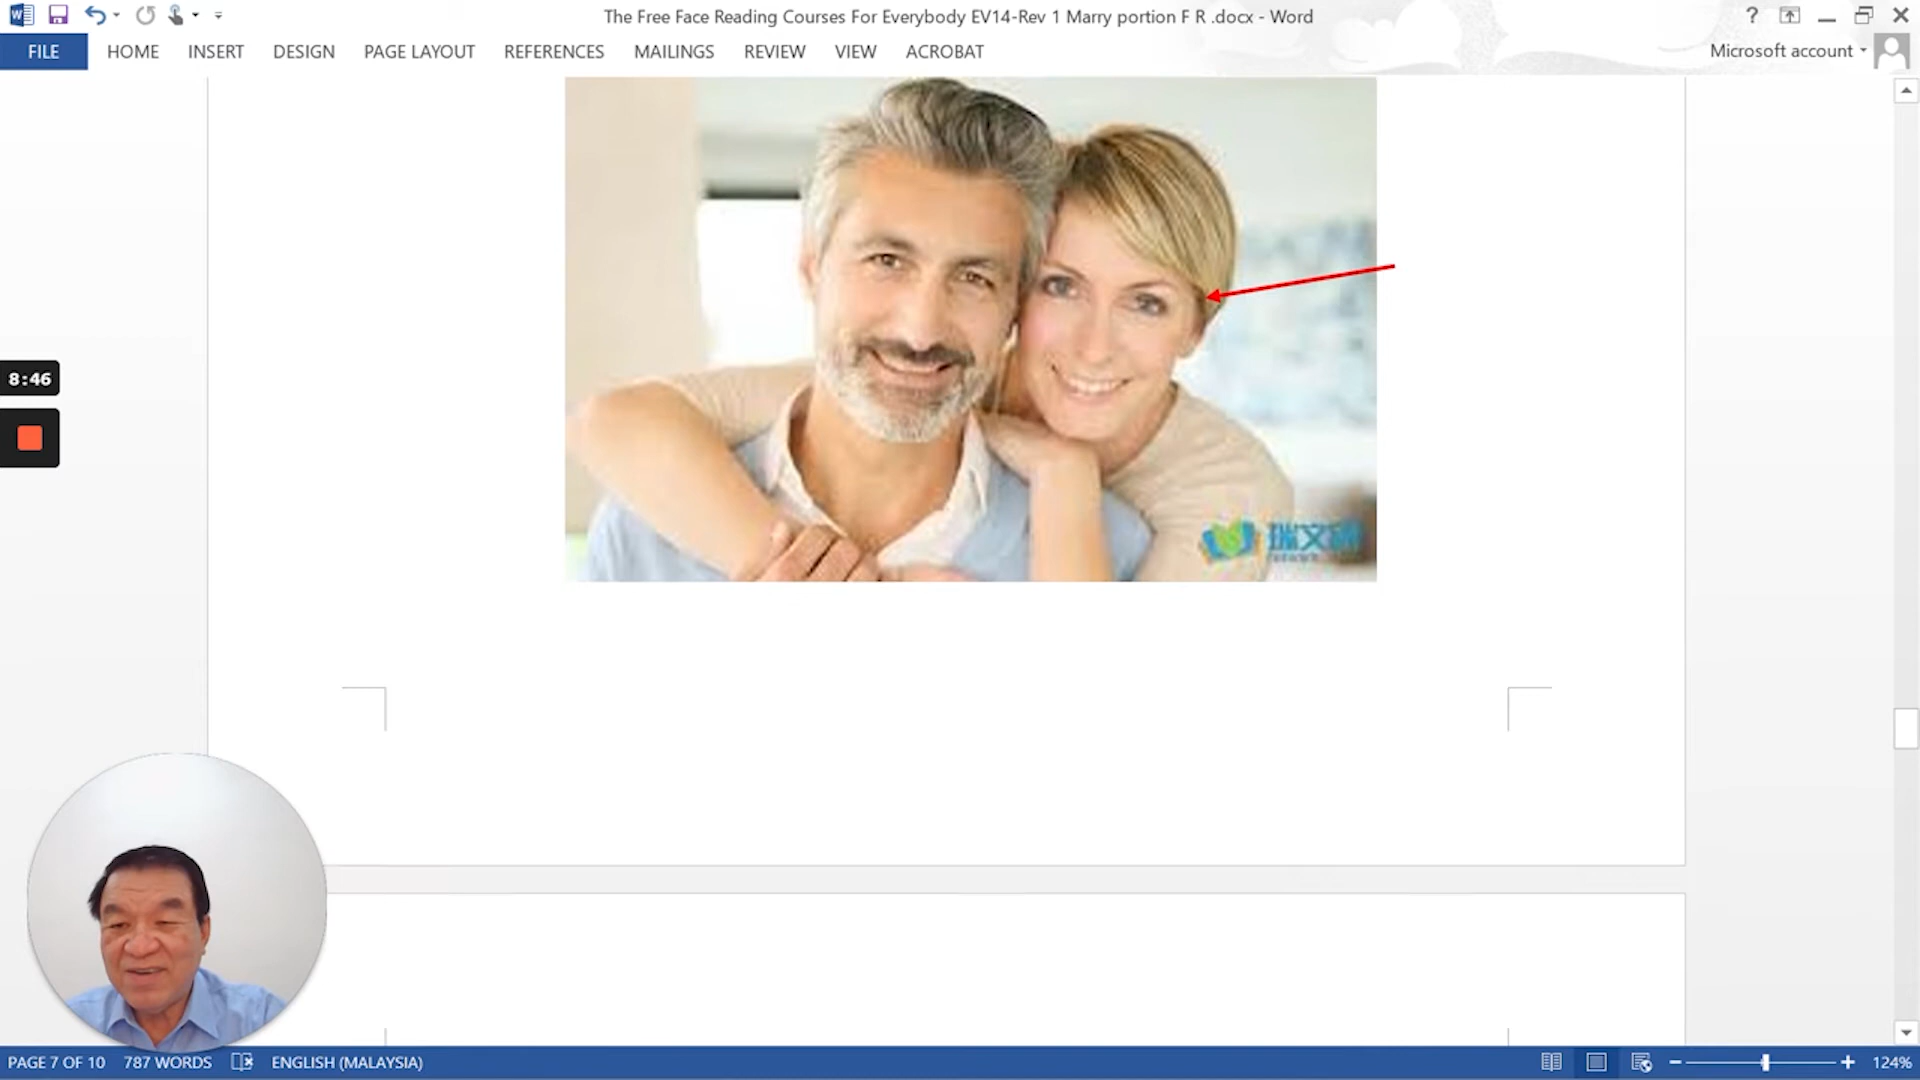 The Free Face Reading Courses For Everybody EV14-Rev 1 Marry portion F R .docx - Word
FILE HOME INSERT DESIGN PAGE LAYOUT REFERENCES MAILINGS REVIEW VIEW ACROBAT
Microsoft account
8:46
瑞文
PAGE 7 OF 10 787 WORDS ENGLISH (MALAYSIA)
124%